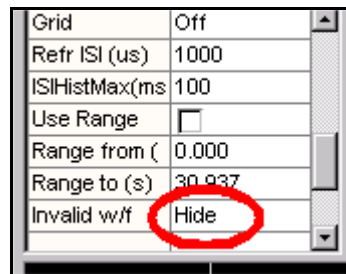 Grid Off
Refr ISI (us) 1000
ISIHistMax(ms 100
Use Range
Range from ( 0.000
Range to (s) 30.937
Invalid w/f Hide